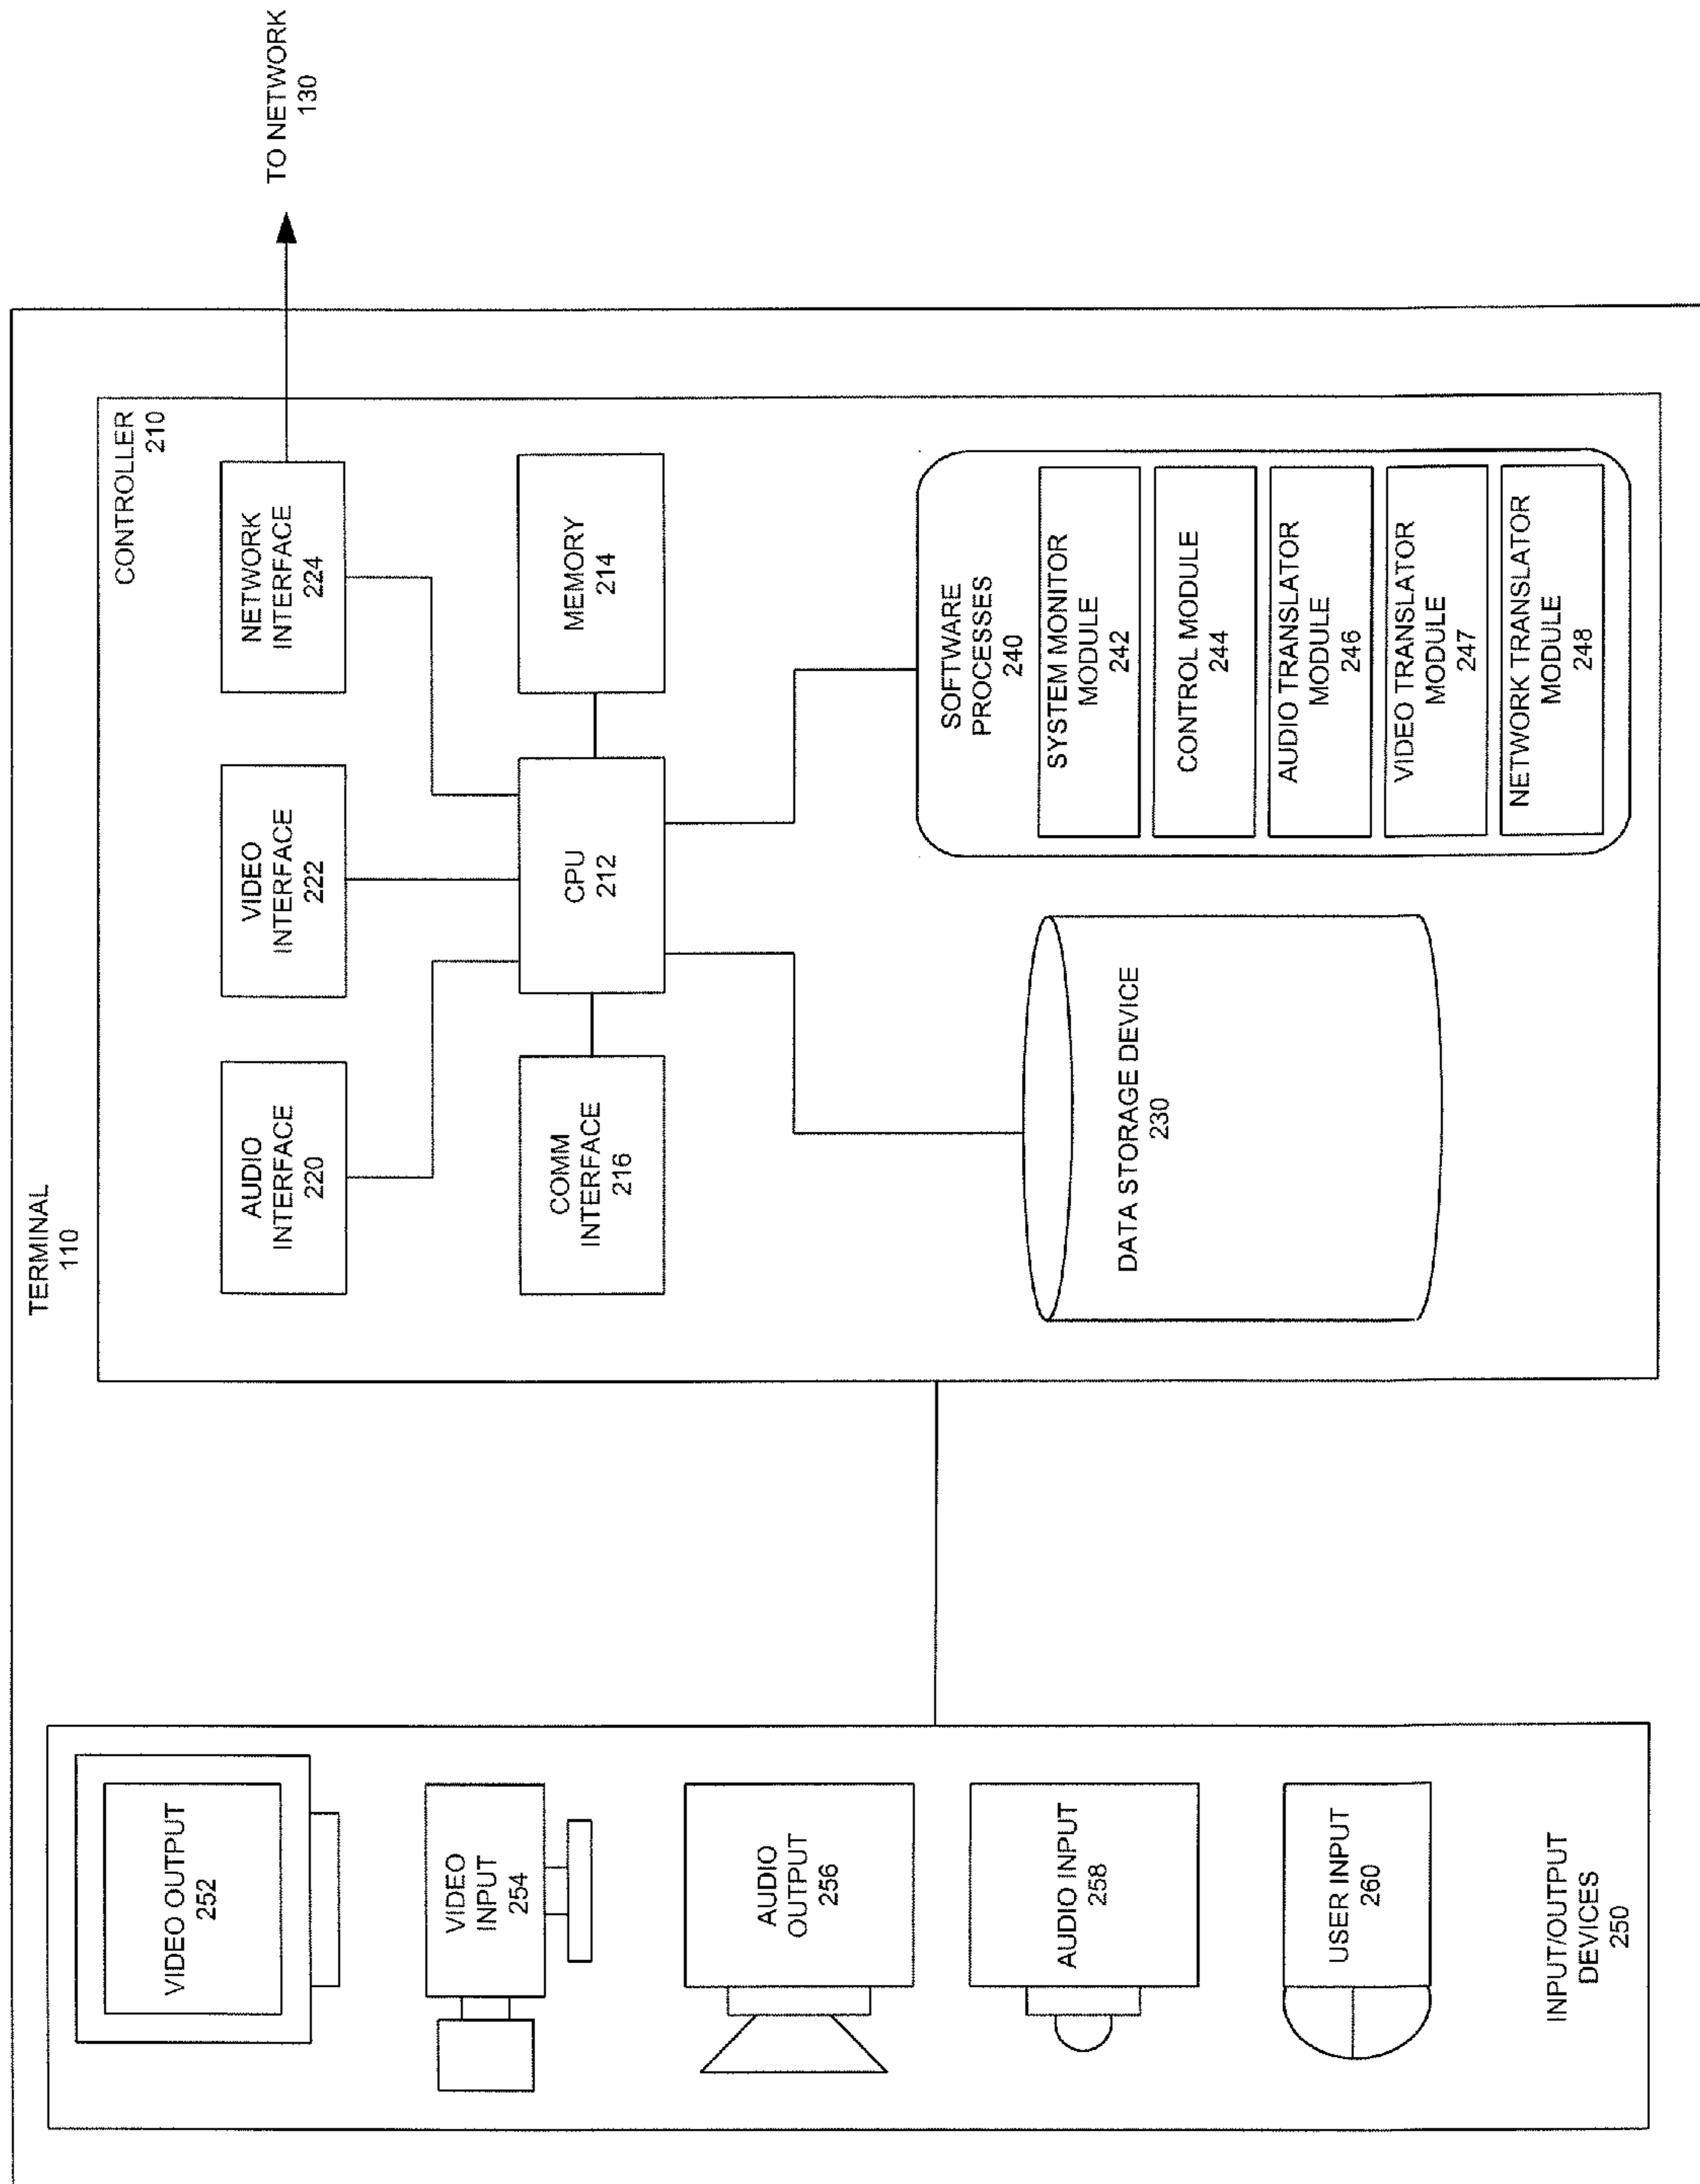 TERMINAL
110
VIDEO OUTPUT
252
VIDEO
INPUT
254
AUDIO
OUTPUT
256
AUDIO INPUT
258
USER INPUT
260
INPUT/OUTPUT
DEVICES
250
CONTROLLER
210
AUDIO
INTERFACE
220
VIDEO
INTERFACE
222
NETWORK
INTERFACE
224
TO NETWORK
130
COMM
INTERFACE
216
CPU
212
MEMORY
214
DATA STORAGE DEVICE
230
SOFTWARE
PROCESSES
240
SYSTEM MONITOR
MODULE
242
CONTROL MODULE
244
AUDIO TRANSLATOR
MODULE
246
VIDEO TRANSLATOR
MODULE
247
NETWORK TRANSLATOR
MODULE
248